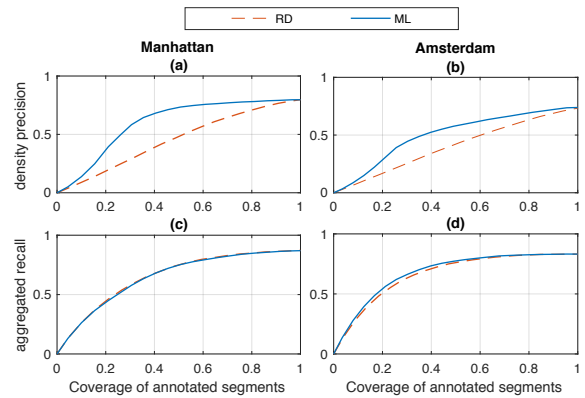 RD ML
Manhattan
Amsterdam
(a)
(b)
density precision
1
0.5
0
0 0.2 0.4 0.6 0.8 1
1
0.5
0
0 0.2 0.4 0.6 0.8 1
(c)
(d)
aggregated recall
1
0.5
0
0 0.2 0.4 0.6 0.8 1
Coverage of annotated segments
1
0.5
0
0 0.2 0.4 0.6 0.8 1
Coverage of annotated segments